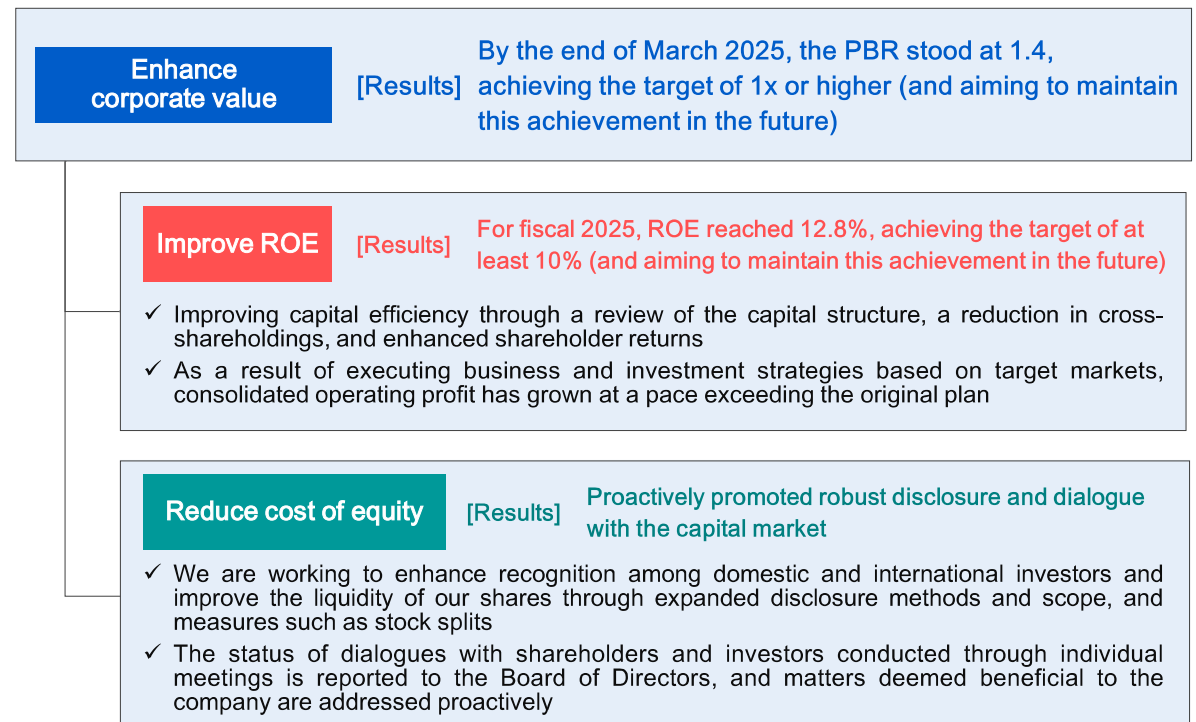 Enhance
corporate value
[Results]
By the end of March 2025, the PBR stood at 1.4,
achieving the target of 1x or higher (and aiming to maintain
this achievement in the future)
Improve ROE
[Results]
For fiscal 2025, ROE reached 12.8%, achieving the target of at
least 10% (and aiming to maintain this achievement in the future)
✓ Improving capital efficiency through a review of the capital structure, a reduction in cross-
shareholdings, and enhanced shareholder returns
✓ As a result of executing business and investment strategies based on target markets,
consolidated operating profit has grown at a pace exceeding the original plan
Reduce cost of equity
[Results]
Proactively promoted robust disclosure and dialogue
with the capital market
✓ We are working to enhance recognition among domestic and international investors and
improve the liquidity of our shares through expanded disclosure methods and scope, and
measures such as stock splits
✓ The status of dialogues with shareholders and investors conducted through individual
meetings is reported to the Board of Directors, and matters deemed beneficial to the
company are addressed proactively